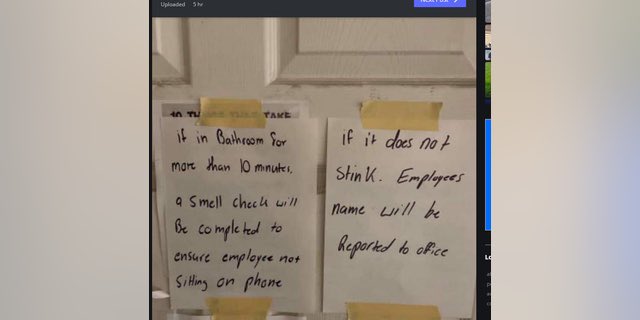 Uploaded 5 hr
Next Post >
10 THINGS THAT TAKE
if in Bathroom for
more than 10 minutes,
a smell check will
Be completed to
ensure employee not
Sitting on phone
if it does not
Stink. Employees
name will be
Reported to office